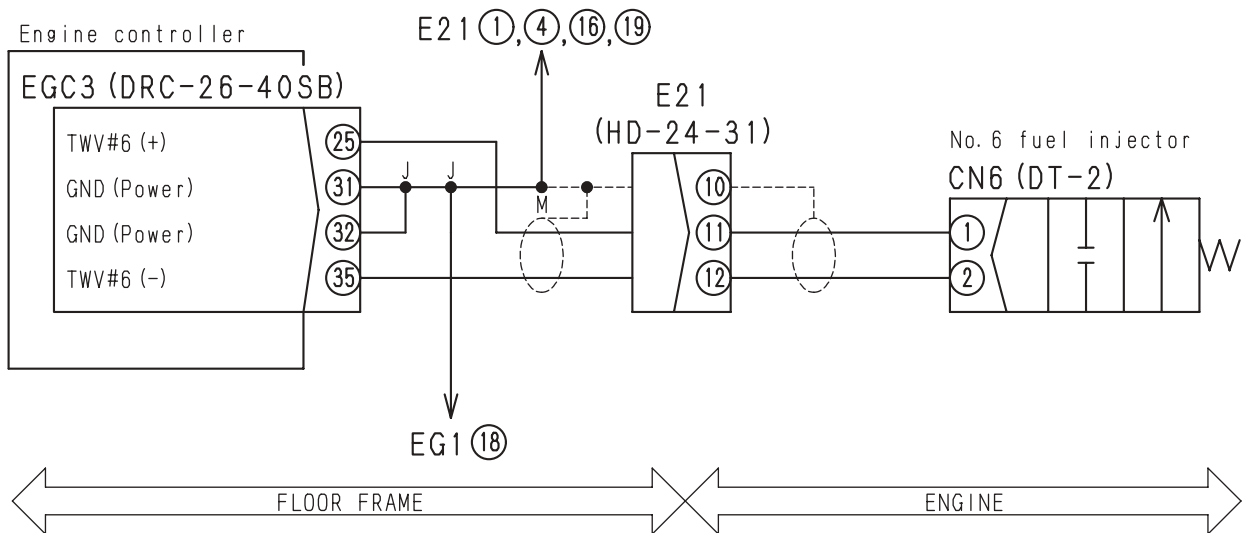 Engine controller
E21 ①, ④, ⑯, ⑲
EGC3 (DRC-26-40SB)
E21
(HD-24-31)
No. 6 fuel injector
CN6 (DT-2)
TWV#6 (+) 25
GND (Power) 31 J J M 10
GND (Power) 32 11 1
TWV#6 (-) 35 12 2
EG1 ⑱
FLOOR FRAME ENGINE